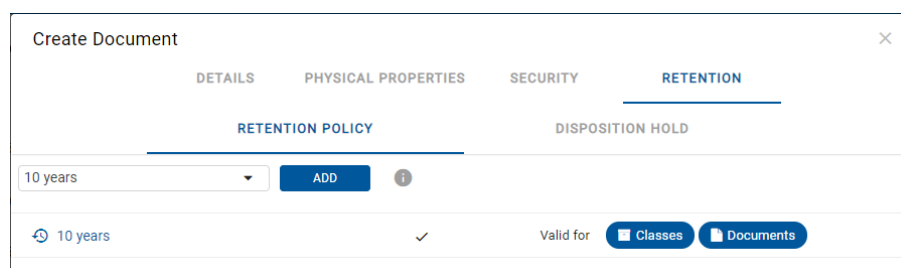 Create Document
DETAILS PHYSICAL PROPERTIES SECURITY RETENTION
RETENTION POLICY DISPOSITION HOLD
10 years ADD
10 years Valid for Classes Documents